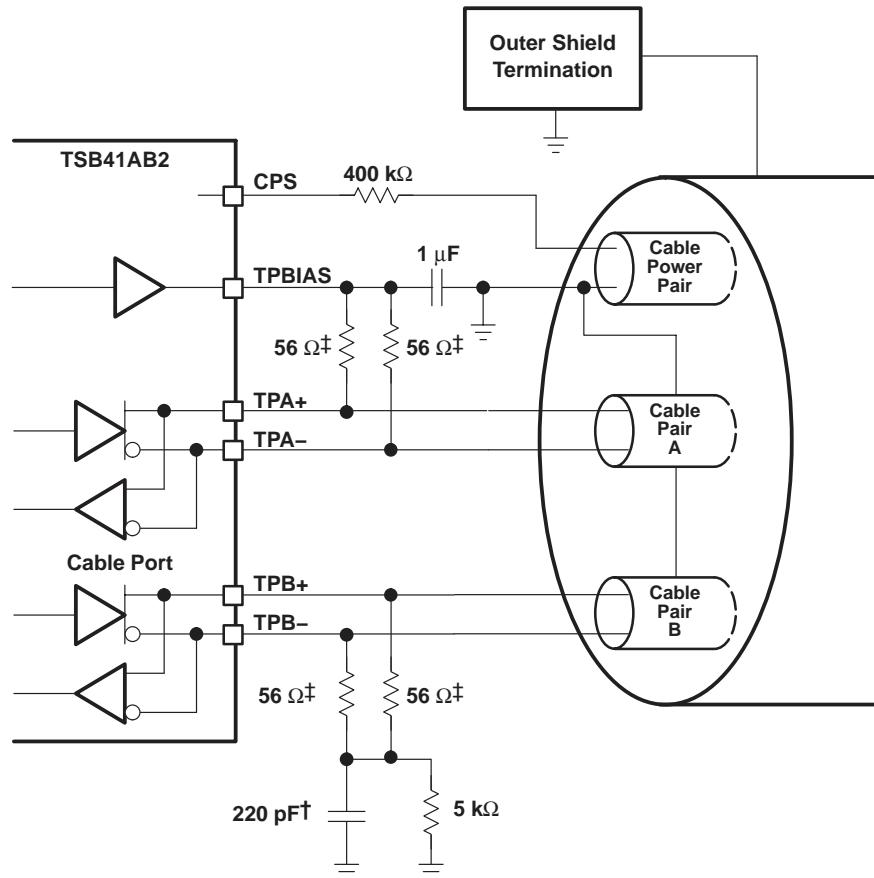 Outer Shield
Termination
TSB41AB2
CPS
400 kΩ
Cable
Power
Pair
TPBIAS
1 μF
56 Ω‡
56 Ω‡
TPA+
Cable
Pair
A
TPA−
Cable Port
TPB+
Cable
Pair
B
TPB−
56 Ω‡
56 Ω‡
220 pF†
5 kΩ